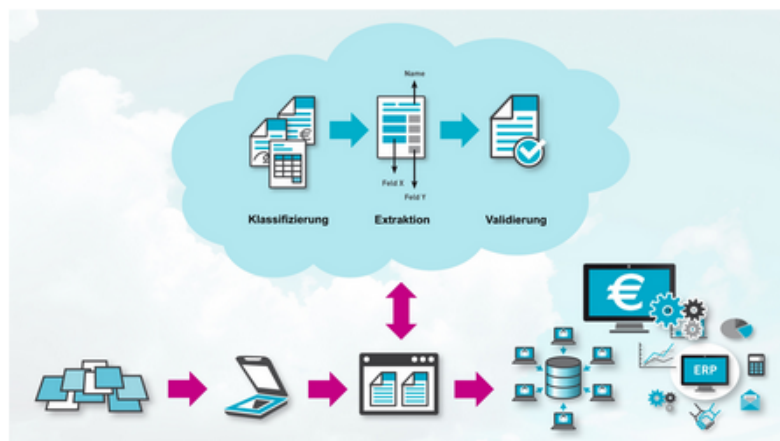 Name
Feld X
Feld Y
Klassifizierung
Extraktion
Validierung
€
€
ERP